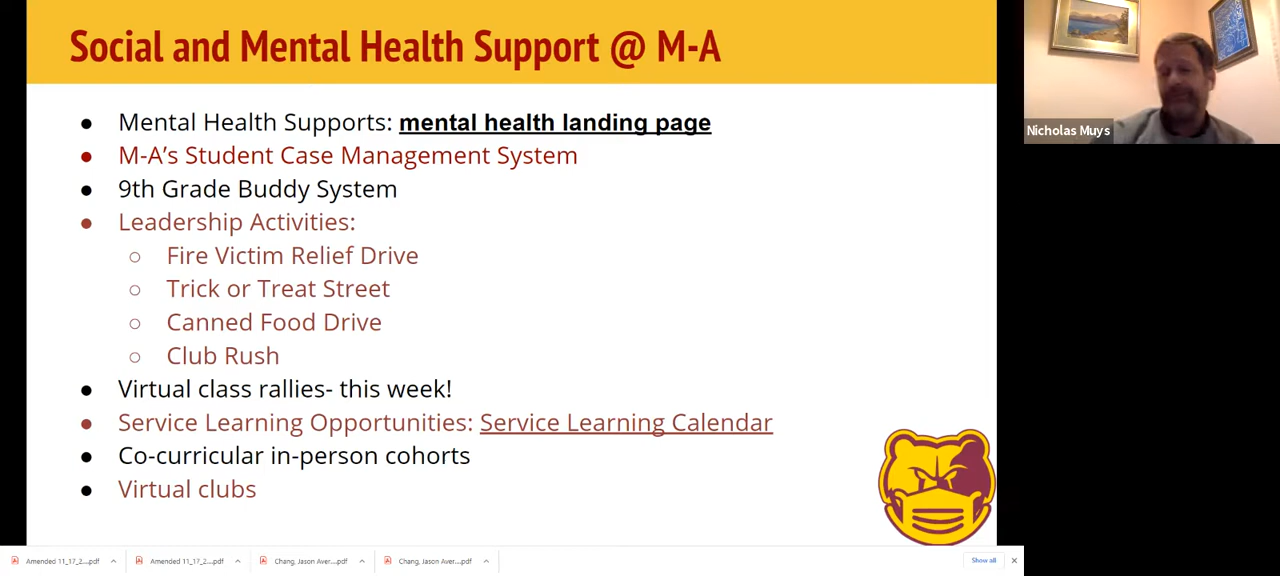 Social and Mental Health Support @ M-A
Nicholas Muys
● Mental Health Supports: mental health landing page
● M-A’s Student Case Management System
● 9th Grade Buddy System
● Leadership Activities:
○ Fire Victim Relief Drive
○ Trick or Treat Street
○ Canned Food Drive
○ Club Rush
● Virtual class rallies- this week!
● Service Learning Opportunities: Service Learning Calendar
● Co-curricular in-person cohorts
● Virtual clubs
Amended 11_17_2....pdf Amended 11_17_2....pdf Chang, Jason Aver....pdf Chang, Jason Aver....pdf Show all